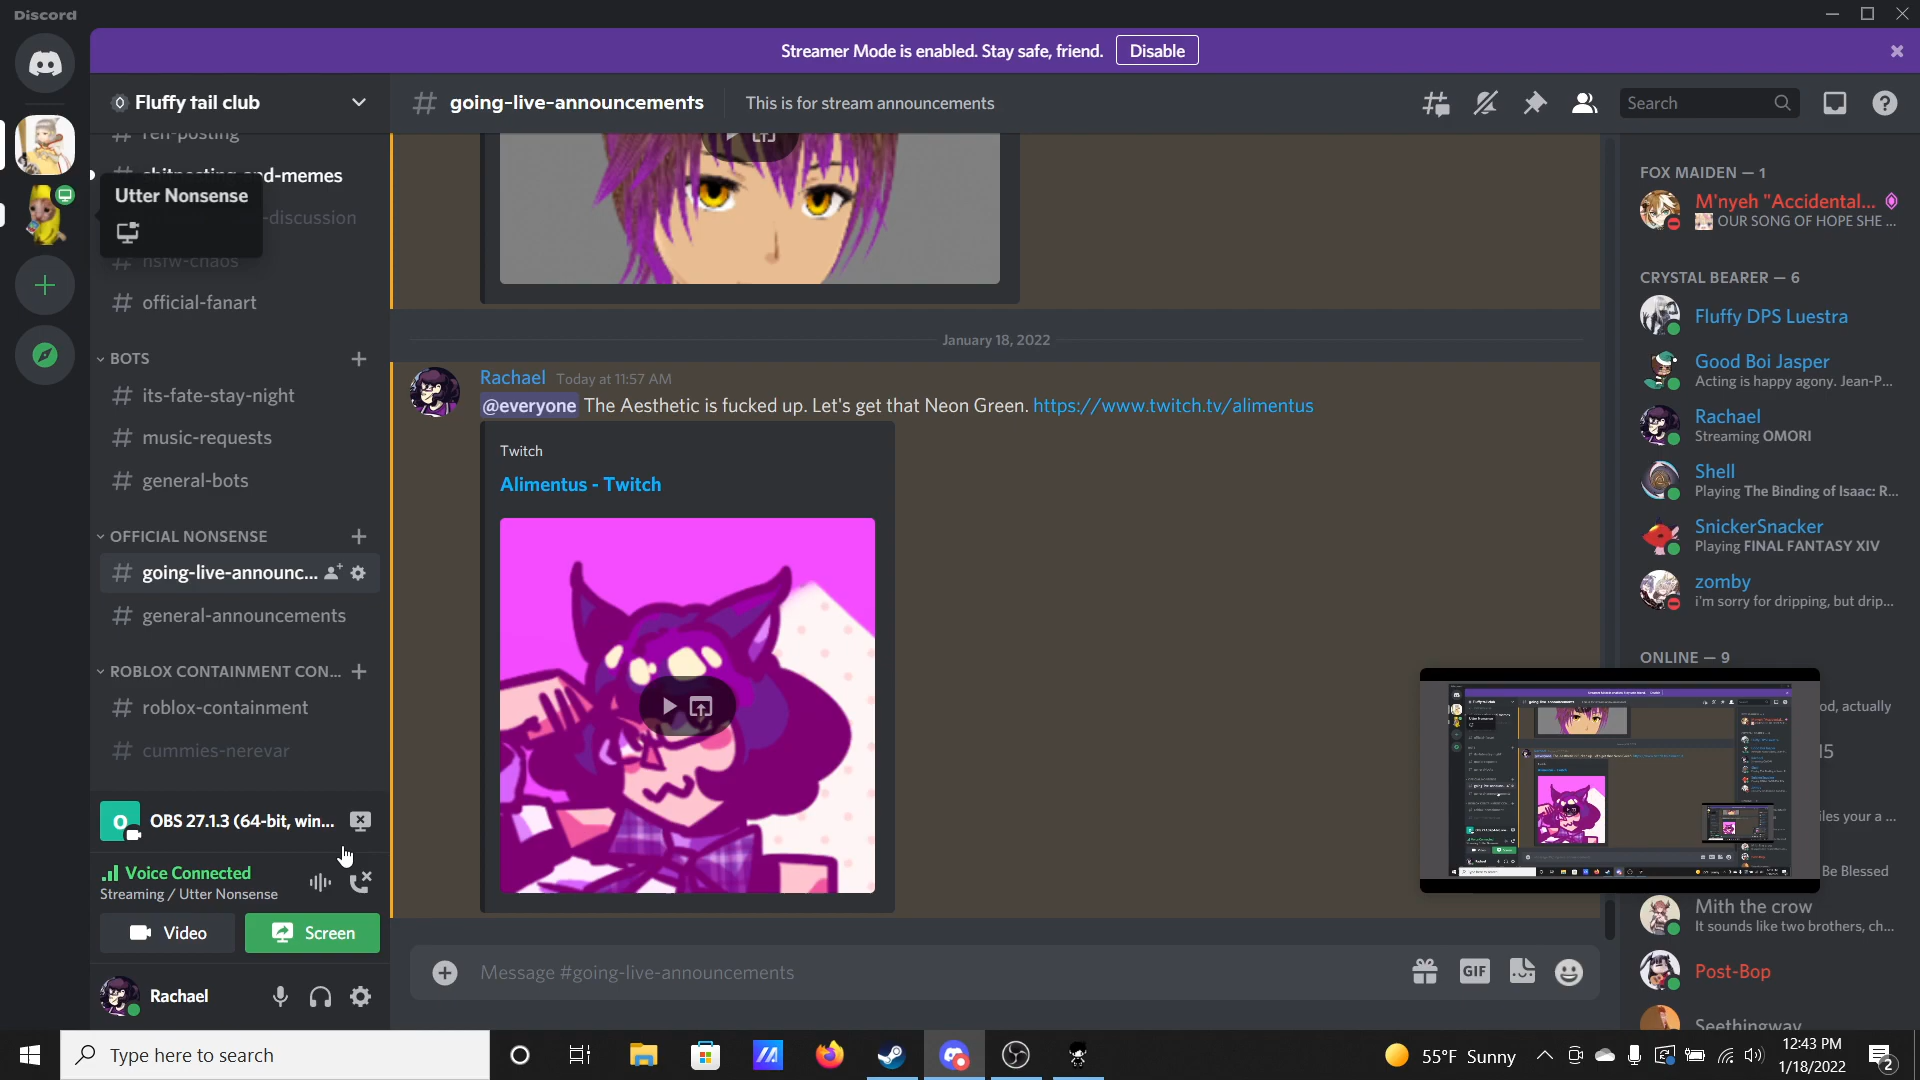 Discord
Streamer Mode is enabled. Stay safe, friend. Disable
Fluffy tail club
going-live-announcements
This is for stream announcements
Search
Utter Nonsense
-discussion
nsfw-chaos
official-fanart
BOTS
its-fate-stay-night
music-requests
general-bots
OFFICIAL NONSENSE
going-live-announc...
general-announcements
ROBLOX CONTAINMENT CON...
roblox-containment
cummies-nerevar
OBS 27.1.3 (64-bit, win...
Voice Connected
Streaming / Utter Nonsense
Video
Screen
Rachael
January 18, 2022
Rachael Today at 11:57 AM
@everyone The Aesthetic is fucked up. Let's get that Neon Green. https://www.twitch.tv/alimentus
Twitch
Alimentus - Twitch
Message #going-live-announcements
GIF
FOX MAIDEN — 1
M'nyeh "Accidental...
OUR SONG OF HOPE SHE ...
CRYSTAL BEARER — 6
Fluffy DPS Luestra
Good Boi Jasper
Acting is happy agony. Jean-P...
Rachael
Streaming OMORI
Shell
Playing The Binding of Isaac: R...
SnickerSnacker
Playing FINAL FANTASY XIV
zomby
i'm sorry for dripping, but drip...
ONLINE — 9
od, actually
15
iles your a ...
Be Blessed
Mith the crow
It sounds like two brothers, ch...
Post-Bop
Seethingway
Type here to search
55°F Sunny
12:43 PM
1/18/2022
2